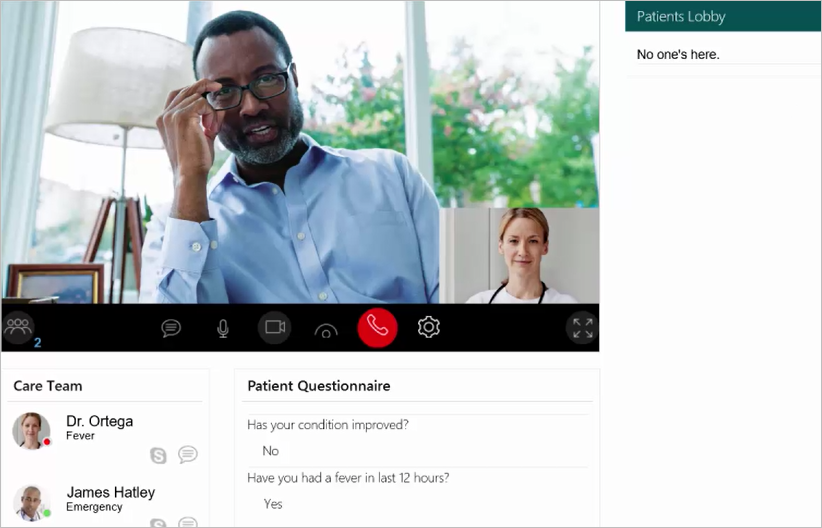 Patients Lobby
No one's here.
2
Care Team
Dr. Ortega
Fever
James Hatley
Emergency
Patient Questionnaire
Has your condition improved?
No
Have you had a fever in last 12 hours?
Yes